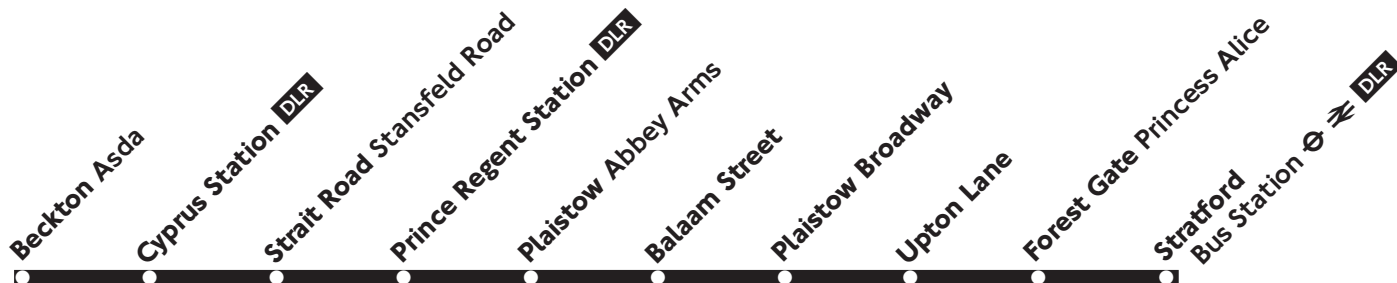 Beckton Asda
Cyprus Station DLR
Strait Road Stansfeld Road
Prince Regent Station DLR
Plaistow Abbey Arms
Balaam Street
Plaistow Broadway
Upton Lane
Forest Gate Princess Alice
Stratford
Bus Station DLR